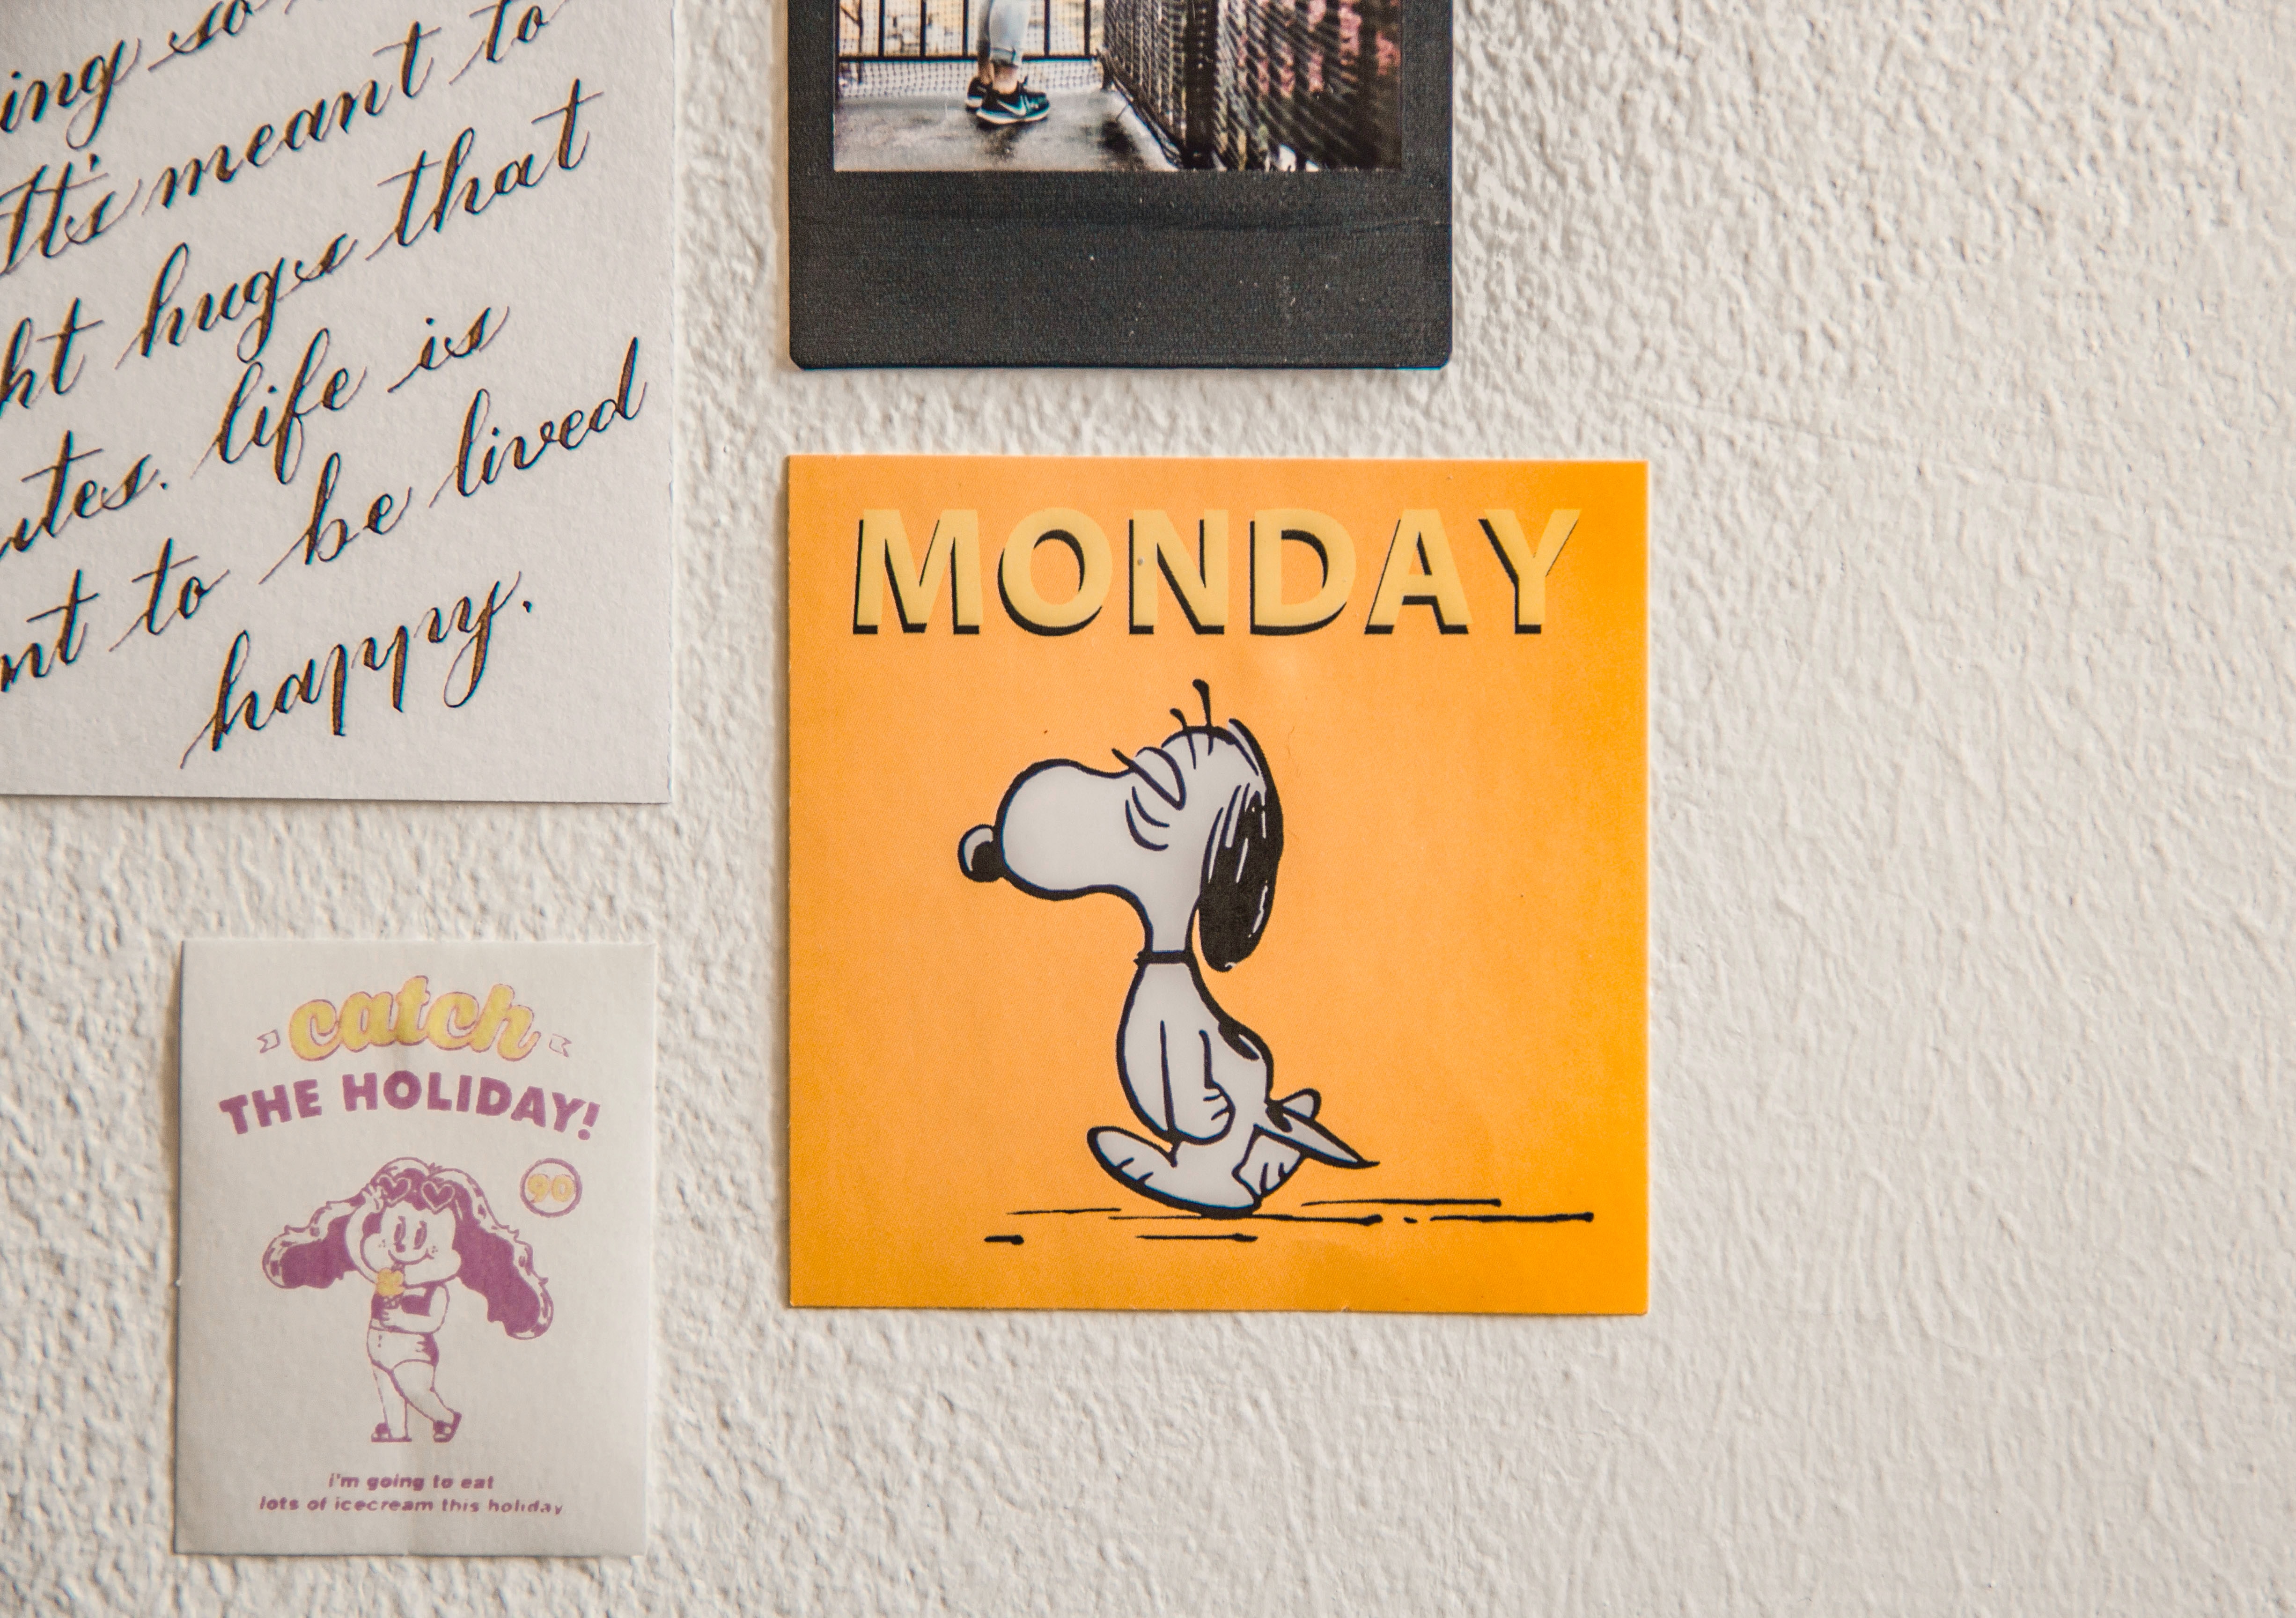 It's meant to
hugs that
life is
to be lived
happy.
MONDAY
catch
THE HOLIDAY!
90
i'm going to eat
lots of icecream this holiday